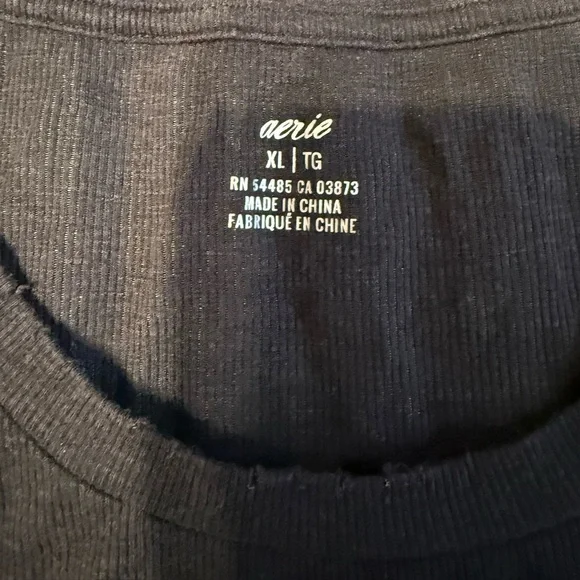 aerie
XL | TG
RN 54485 CA 03873
MADE IN CHINA
FABRIQUÉ EN CHINE